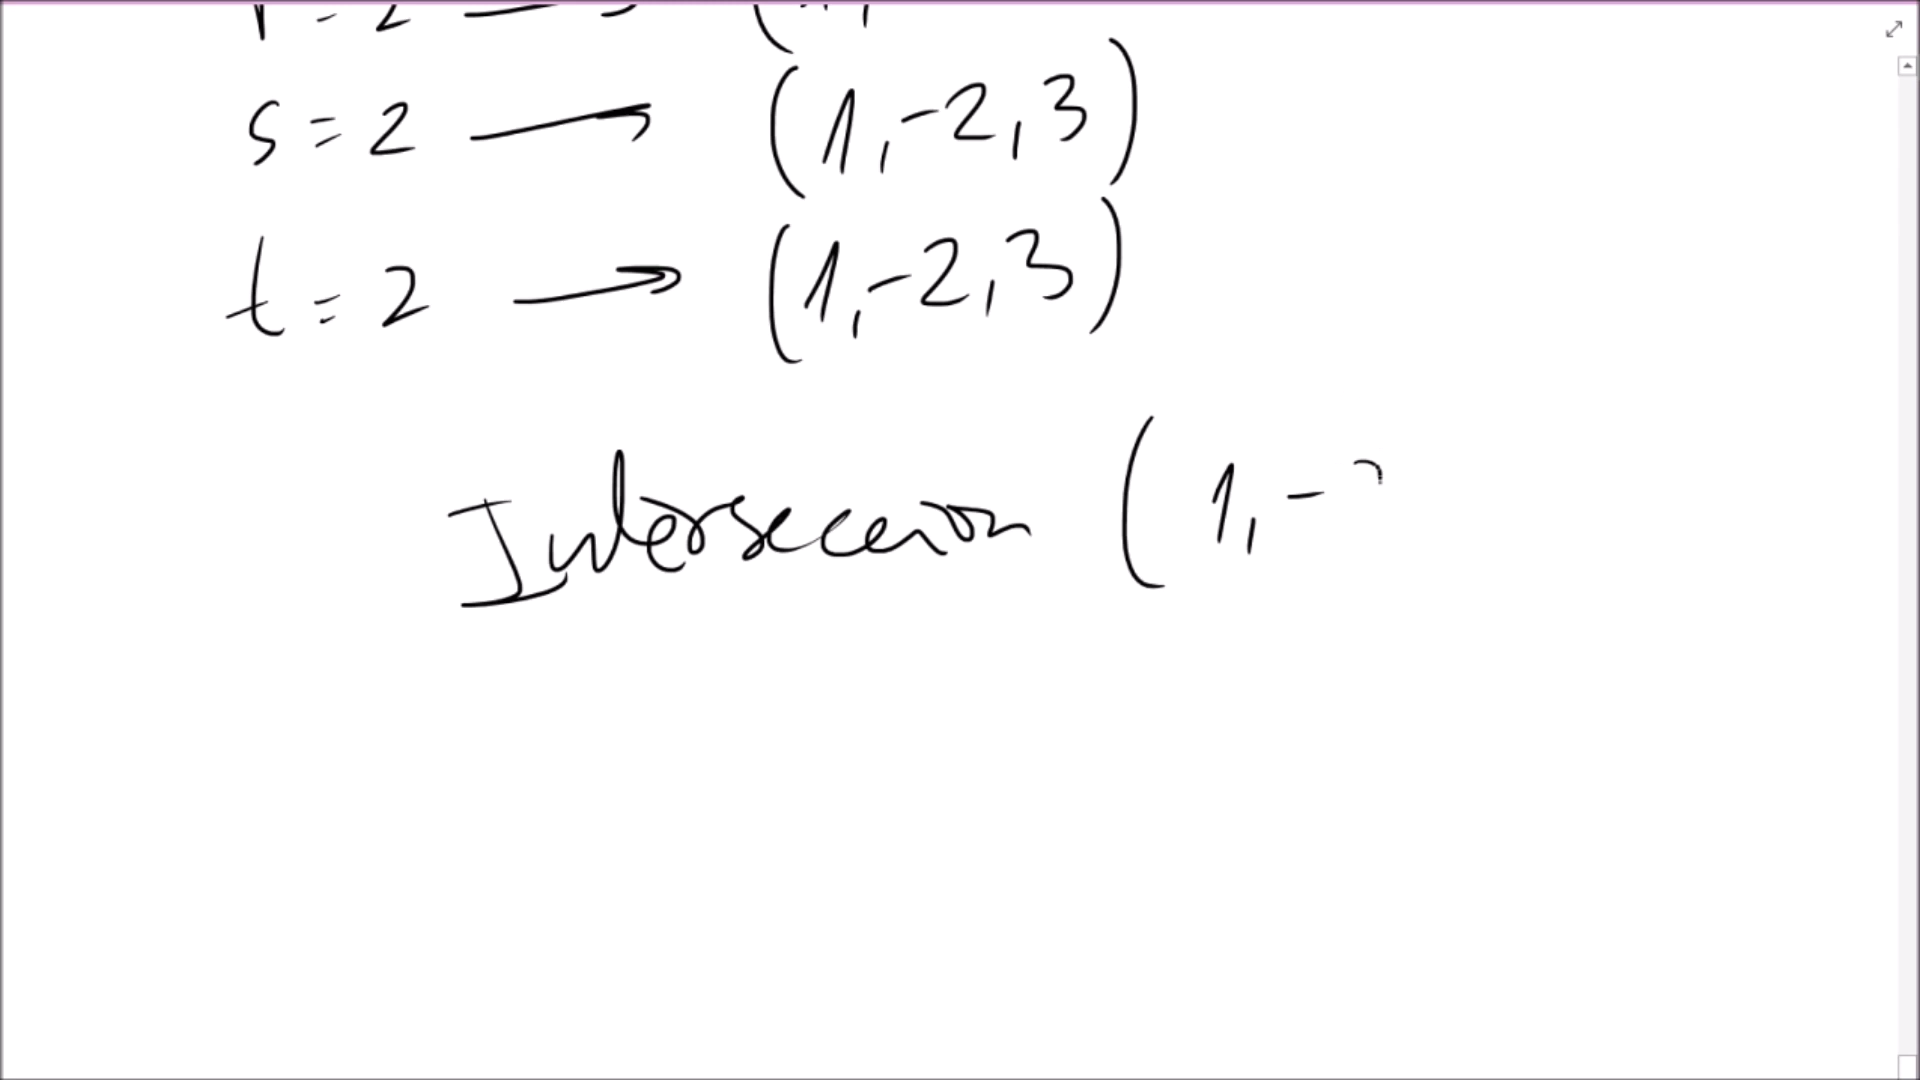 s = 2 → (1, -2, 3)
t = 2 → (1, -2, 3)
Intersección (1, -